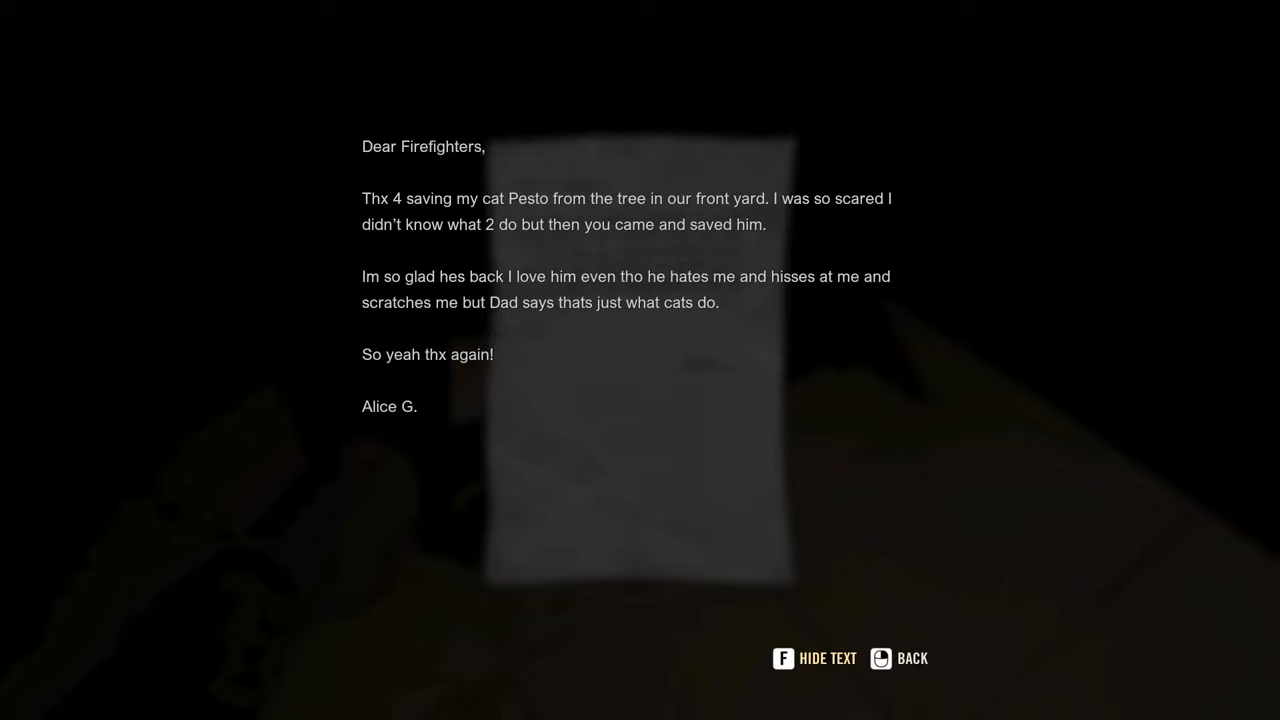 Dear Firefighters,
Thx 4 saving my cat Pesto from the tree in our front yard. I was so scared I
didn’t know what 2 do but then you came and saved him.
Im so glad hes back I love him even tho he hates me and hisses at me and
scratches me but Dad says thats just what cats do.
So yeah thx again!
Alice G.
F HIDE TEXT BACK